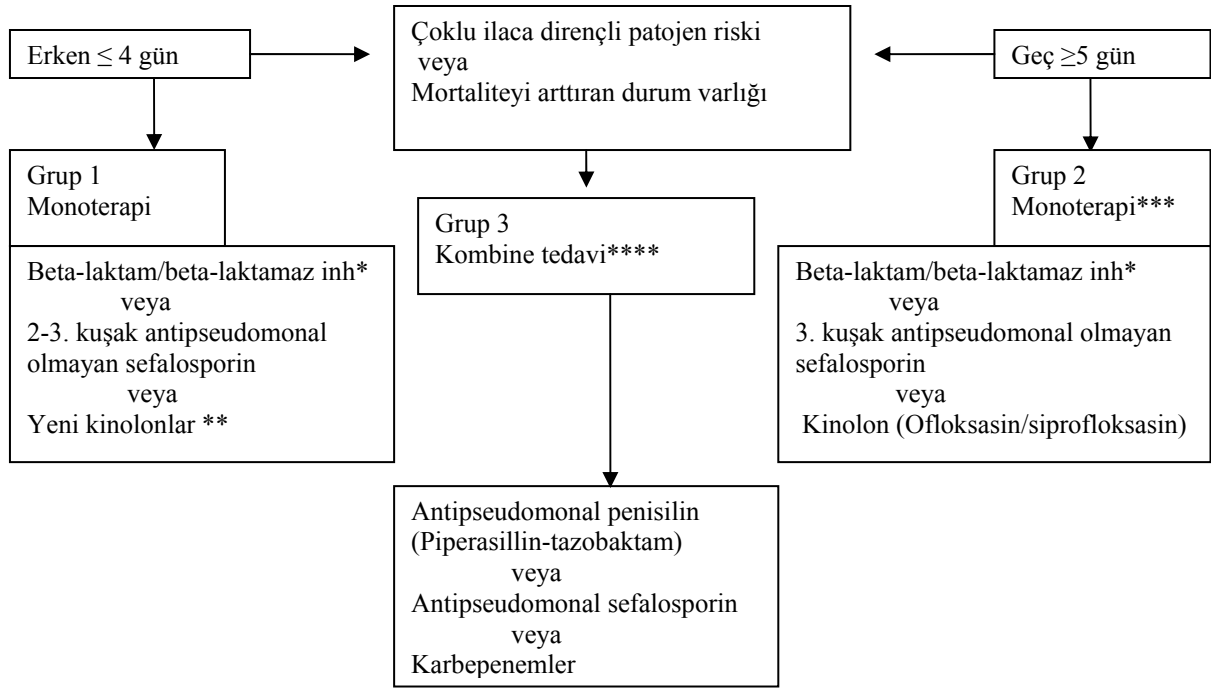 Erken ≤ 4 gün
Çoklu ilaca dirençli patojen riski
veya
Mortaliteyi arttıran durum varlığı
Geç ≥5 gün
Grup 1
Monoterapi
Grup 3
Kombine tedavi****
Grup 2
Monoterapi***
Beta-laktam/beta-laktamaz inh*
veya
2-3. kuşak antipseudomonal
olmayan sefalosporin
veya
Yeni kinolonlar **
Beta-laktam/beta-laktamaz inh*
veya
3. kuşak antipseudomonal olmayan
sefalosporin
veya
Kinolon (Ofloksasin/siprofloksasin)
Antipseudomonal penisilin
(Piperasillin-tazobaktam)
veya
Antipseudomonal sefalosporin
veya
Karbepenemler